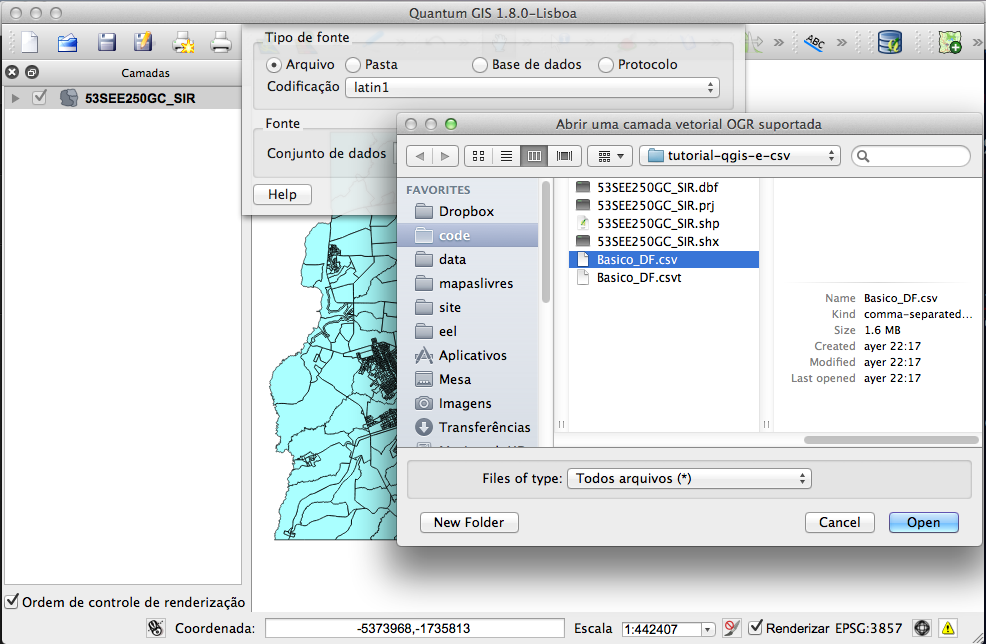 Quantum GIS 1.8.0-Lisboa
ABC
Camadas
53SEE250GC_SIR
Tipo de fonte
Arquivo Pasta Base de dados Protocolo
Codificação latin1
Fonte
Conjunto de dados
Help
Abrir uma camada vetorial OGR suportada
tutorial-qgis-e-csv
FAVORITES
Dropbox
code
data
mapaslivres
site
eel
Aplicativos
Mesa
Imagens
Transferências
53SEE250GC_SIR.dbf
53SEE250GC_SIR.prj
53SEE250GC_SIR.shp
53SEE250GC_SIR.shx
Basico_DF.csv
Basico_DF.csvt
Name Basico_DF.csv
Kind comma-separated...
Size 1.6 MB
Created ayer 22:17
Modified ayer 22:17
Last opened ayer 22:17
Files of type: Todos arquivos (*)
New Folder Cancel Open
Ordem de controle de renderização
Coordenada: -5373968,-1735813 Escala 1:442407 Renderizar EPSG:3857